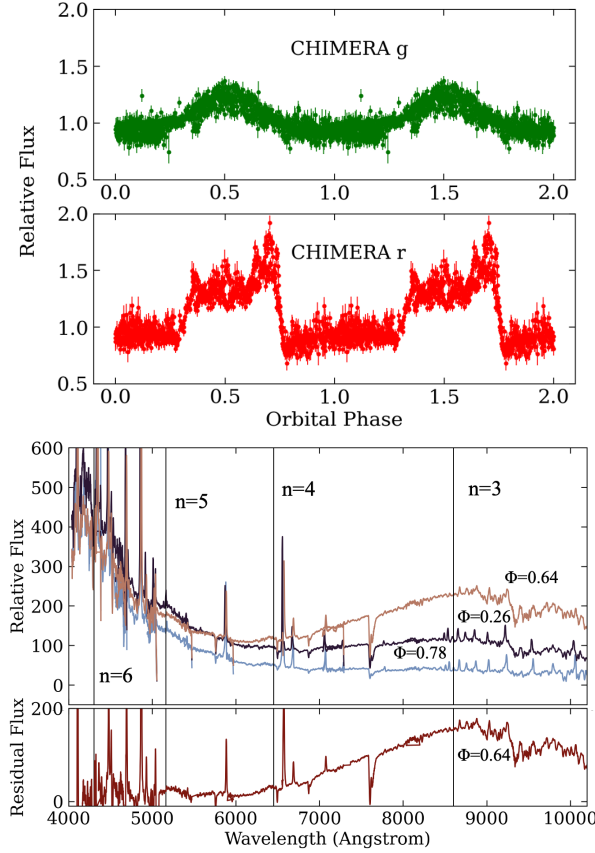 2.0
CHIMERA g
1.5
1.0
0.5
0.0 0.5 1.0 1.5 2.0
Relative Flux
2.0
CHIMERA r
1.5
1.0
0.5
0.0 0.5 1.0 1.5 2.0
Orbital Phase
600
500
400
300
200
100
0
Relative Flux
n=5
n=4
n=3
n=6
Φ=0.64
Φ=0.26
Φ=0.78
200
0
Residual Flux
Φ=0.64
4000 5000 6000 7000 8000 9000 10000
Wavelength (Angstrom)